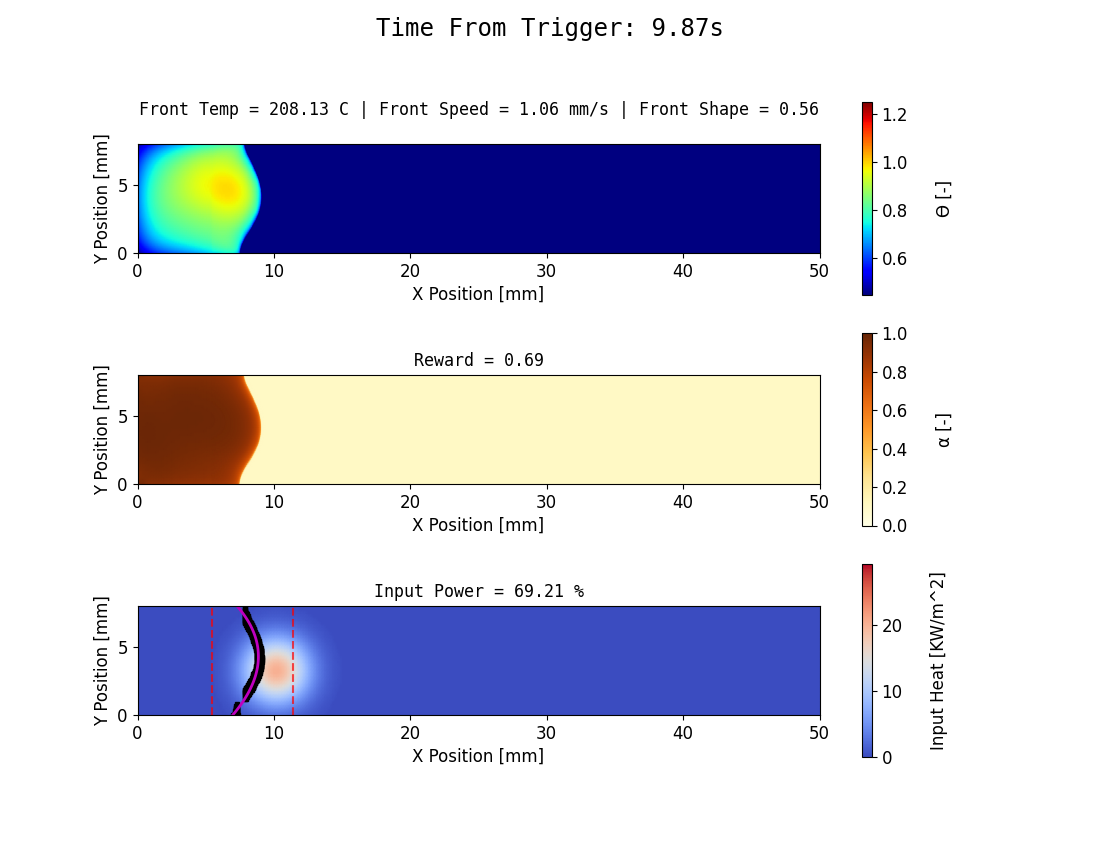 Time From Trigger: 9.87s
Front Temp = 208.13 C | Front Speed = 1.06 mm/s | Front Shape = 0.56
Y Position [mm]
5
0
0 10 20 30 40 50
X Position [mm]
1.2
1.0
0.8
0.6
Θ [-]
Reward = 0.69
Y Position [mm]
5
0
0 10 20 30 40 50
X Position [mm]
1.0
0.8
0.6
0.4
0.2
0.0
α [-]
Input Power = 69.21 %
Y Position [mm]
5
0
0 10 20 30 40 50
X Position [mm]
20
10
0
Input Heat [KW/m^2]